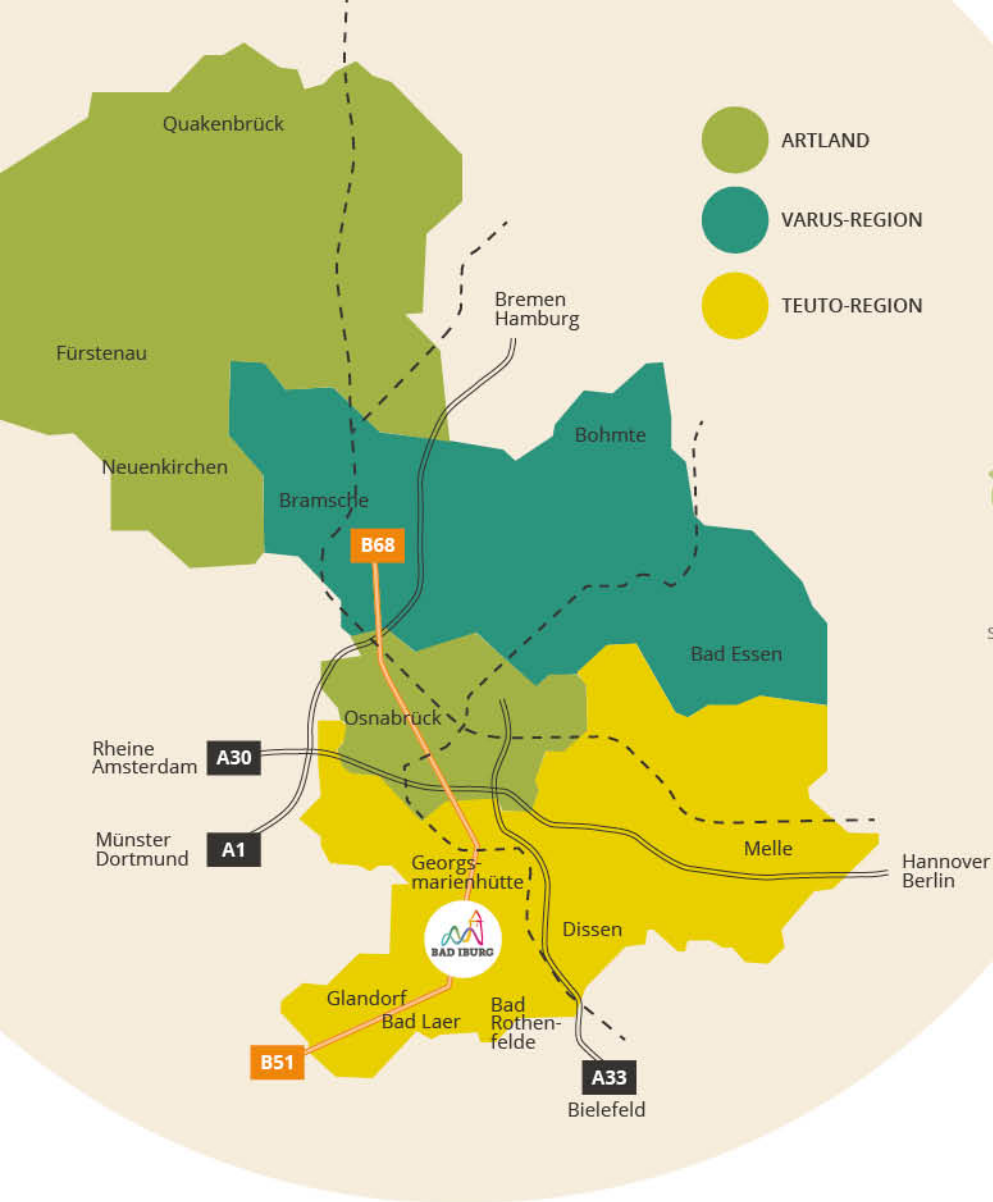 Quakenbrück
ARTLAND
VARUS-REGION
Bremen
Hamburg
TEUTO-REGION
Fürstenau
Bohmte
Neuenkirchen
Bramsche
B68
Bad Essen
Osnabrück
Rheine
Amsterdam
A30
Münster
Dortmund
A1
Melle
Hannover
Berlin
Georgs-
marienhütte
BAD IBURG
Dissen
Glandorf
Bad Laer
Bad
Rothen-
felde
B51
A33
Bielefeld